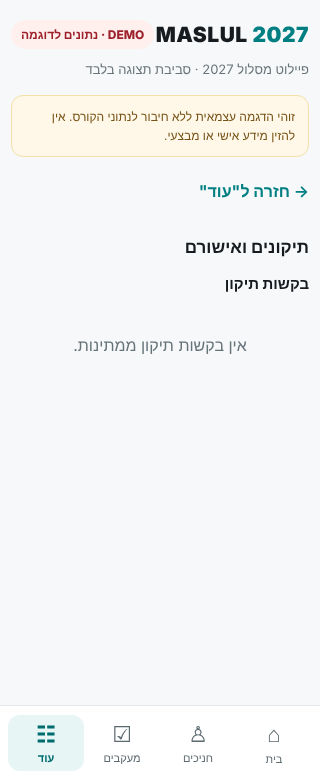 MASLUL 2027
DEMO · נתונים לדוגמה
פיילוט מסלול 2027 · סביבת תצוגה בלבד
זוהי הדגמה עצמאית ללא חיבור לנתוני הקורס. אין
להזין מידע אישי או מבצעי.
→ חזרה ל"עוד"
תיקונים ואישורם
בקשות תיקון
אין בקשות תיקון ממתינות.
בית
חניכים
מעקבים
עוד